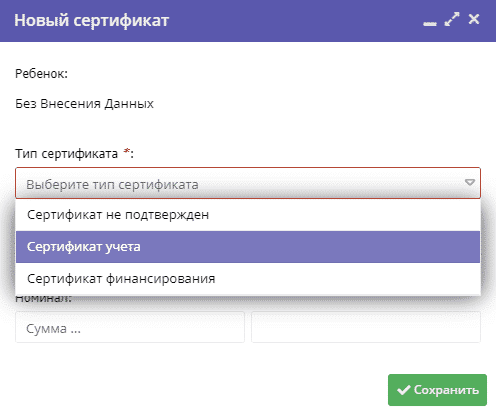 Новый сертификат
Ребенок:
Без Внесения Данных
Тип сертификата *:
Выберите тип сертификата
Сертификат не подтвержден
Сертификат учета
Сертификат финансирования
Номинал:
Сумма ...
Сохранить